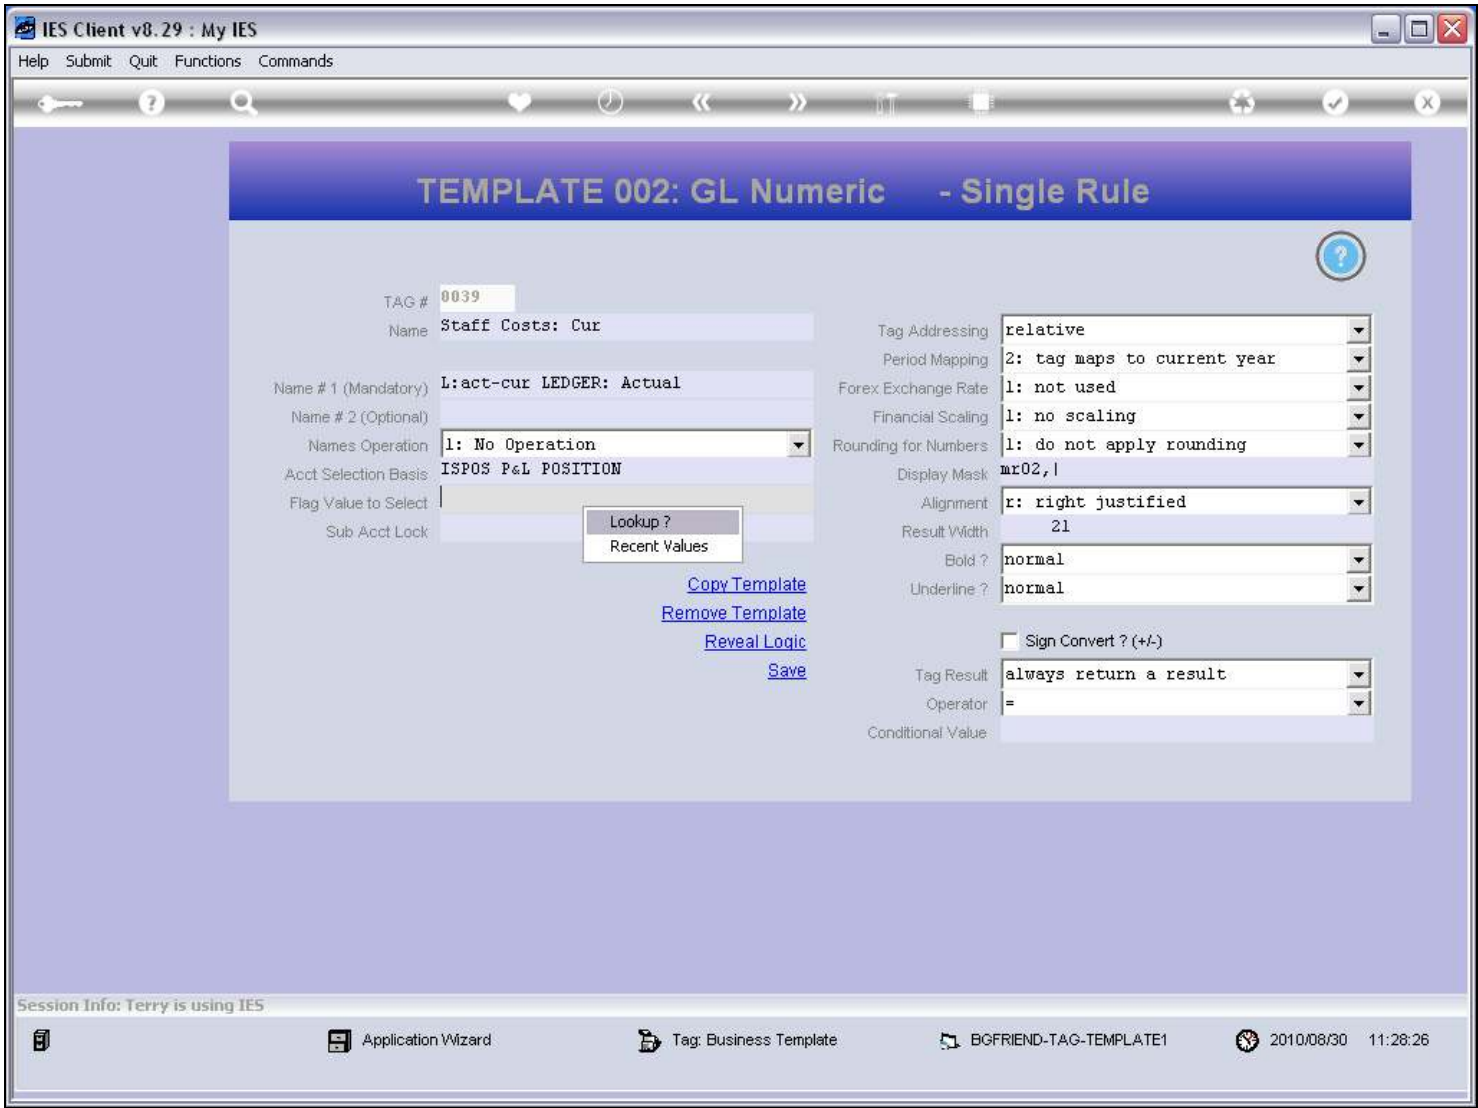 IES Client v8.29 : My IES
Help Submit Quit Functions Commands
TEMPLATE 002: GL Numeric - Single Rule
TAG # 0039
Name Staff Costs: Cur
Name # 1 (Mandatory) L:act-cur LEDGER: Actual
Name # 2 (Optional)
Names Operation 1: No Operation
Acct Selection Basis ISPOS P&L POSITION
Flag Value to Select
Sub Acct Lock
Lookup ?
Recent Values
Copy Template
Remove Template
Reveal Logic
Save
Tag Addressing relative
Period Mapping 2: tag maps to current year
Forex Exchange Rate 1: not used
Financial Scaling 1: no scaling
Rounding for Numbers 1: do not apply rounding
Display Mask mr02,|
Alignment r: right justified
Result Width 21
Bold ? normal
Underline ? normal
Sign Convert ? (+/-)
Tag Result always return a result
Operator =
Conditional Value
Session Info: Terry is using IES
Application Wizard Tag: Business Template BGFRIEND-TAG-TEMPLATE1 2010/08/30 11:28:26